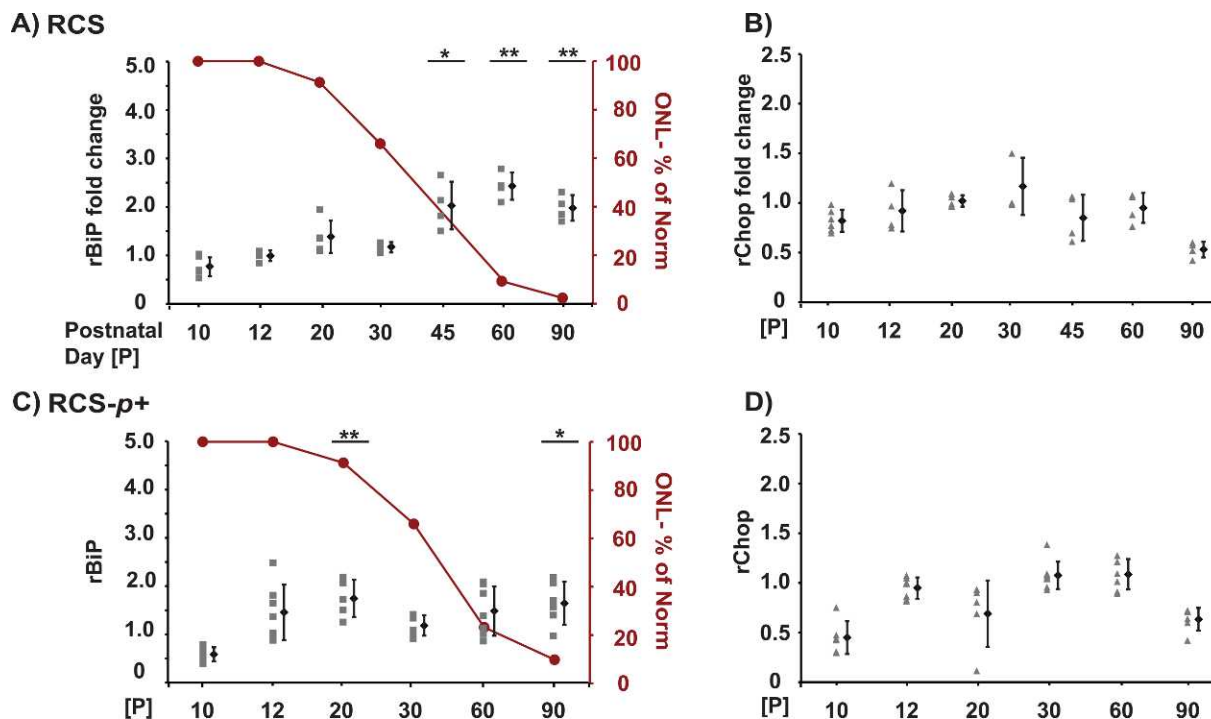 A) RCS
rBiP fold change
5.0
4.0
3.0
2.0
1.0
0
* ** **
100
80
60
40
20
0
ONL- % of Norm
Postnatal
Day [P]
10 12 20 30 45 60 90
B)
rChop fold change
2.5
2.0
1.5
1.0
0.5
0
[P]
10 12 20 30 45 60 90
C) RCS-p+
rBiP
5.0
4.0
3.0
2.0
1.0
0
** *
100
80
60
40
20
0
ONL- % of Norm
[P] 10 12 20 30 60 90
D)
rChop
2.5
2.0
1.5
1.0
0.5
0
[P] 10 12 20 30 60 90